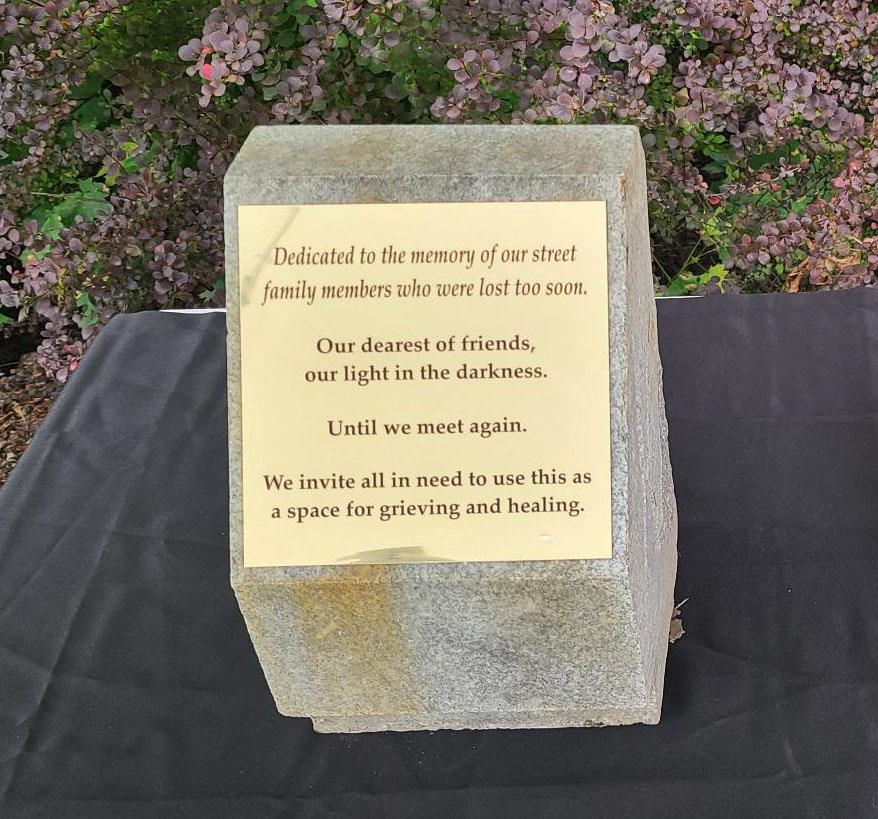 Dedicated to the memory of our street
family members who were lost too soon.
Our dearest of friends,
our light in the darkness.
Until we meet again.
We invite all in need to use this as
a space for grieving and healing.